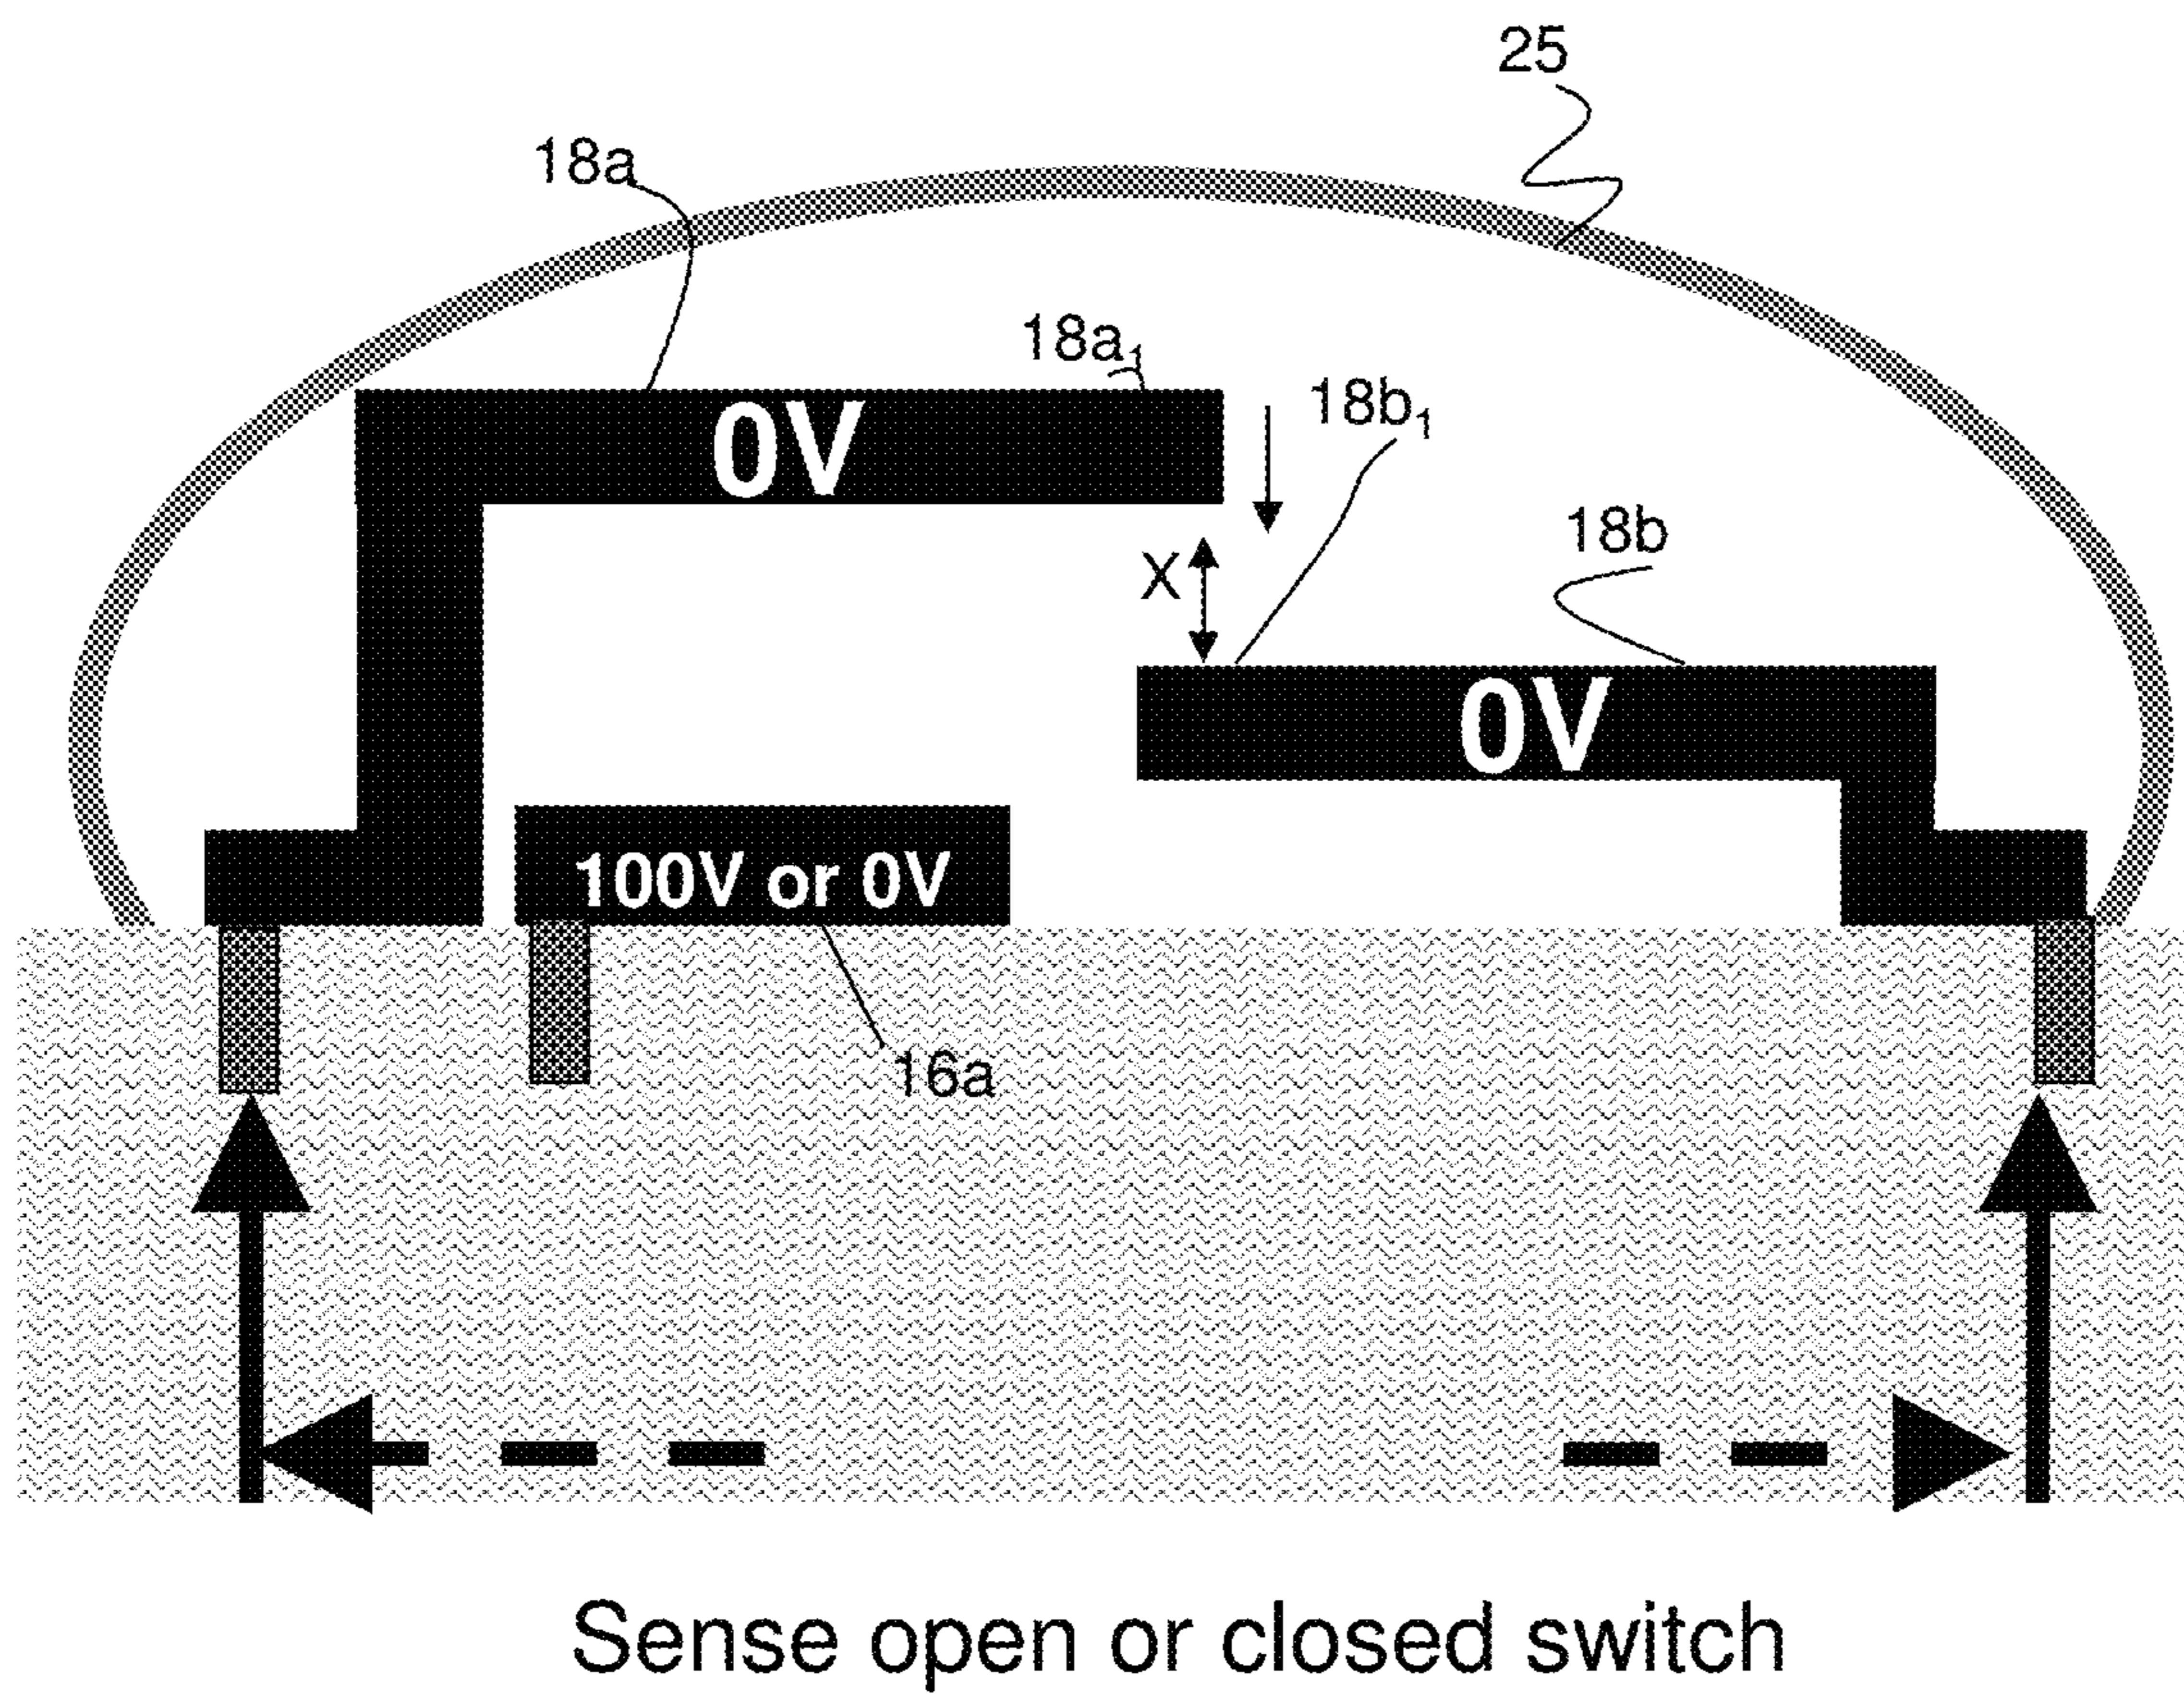 25
18a
18a₁
0V
18b₁
18b
X
0V
100V or 0V
16a
Sense open or closed switch